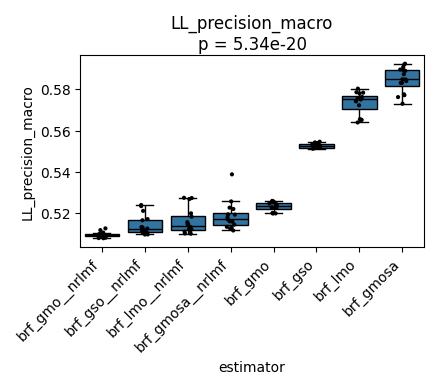 LL_precision_macro
p = 5.34e-20
LL_precision_macro
0.58
0.56
0.54
0.52
brf_gmo__nrlmf
brf_gso__nrlmf
brf_lmo__nrlmf
brf_gmosa__nrlmf
brf_gmo
brf_gso
brf_lmo
brf_gmosa
estimator